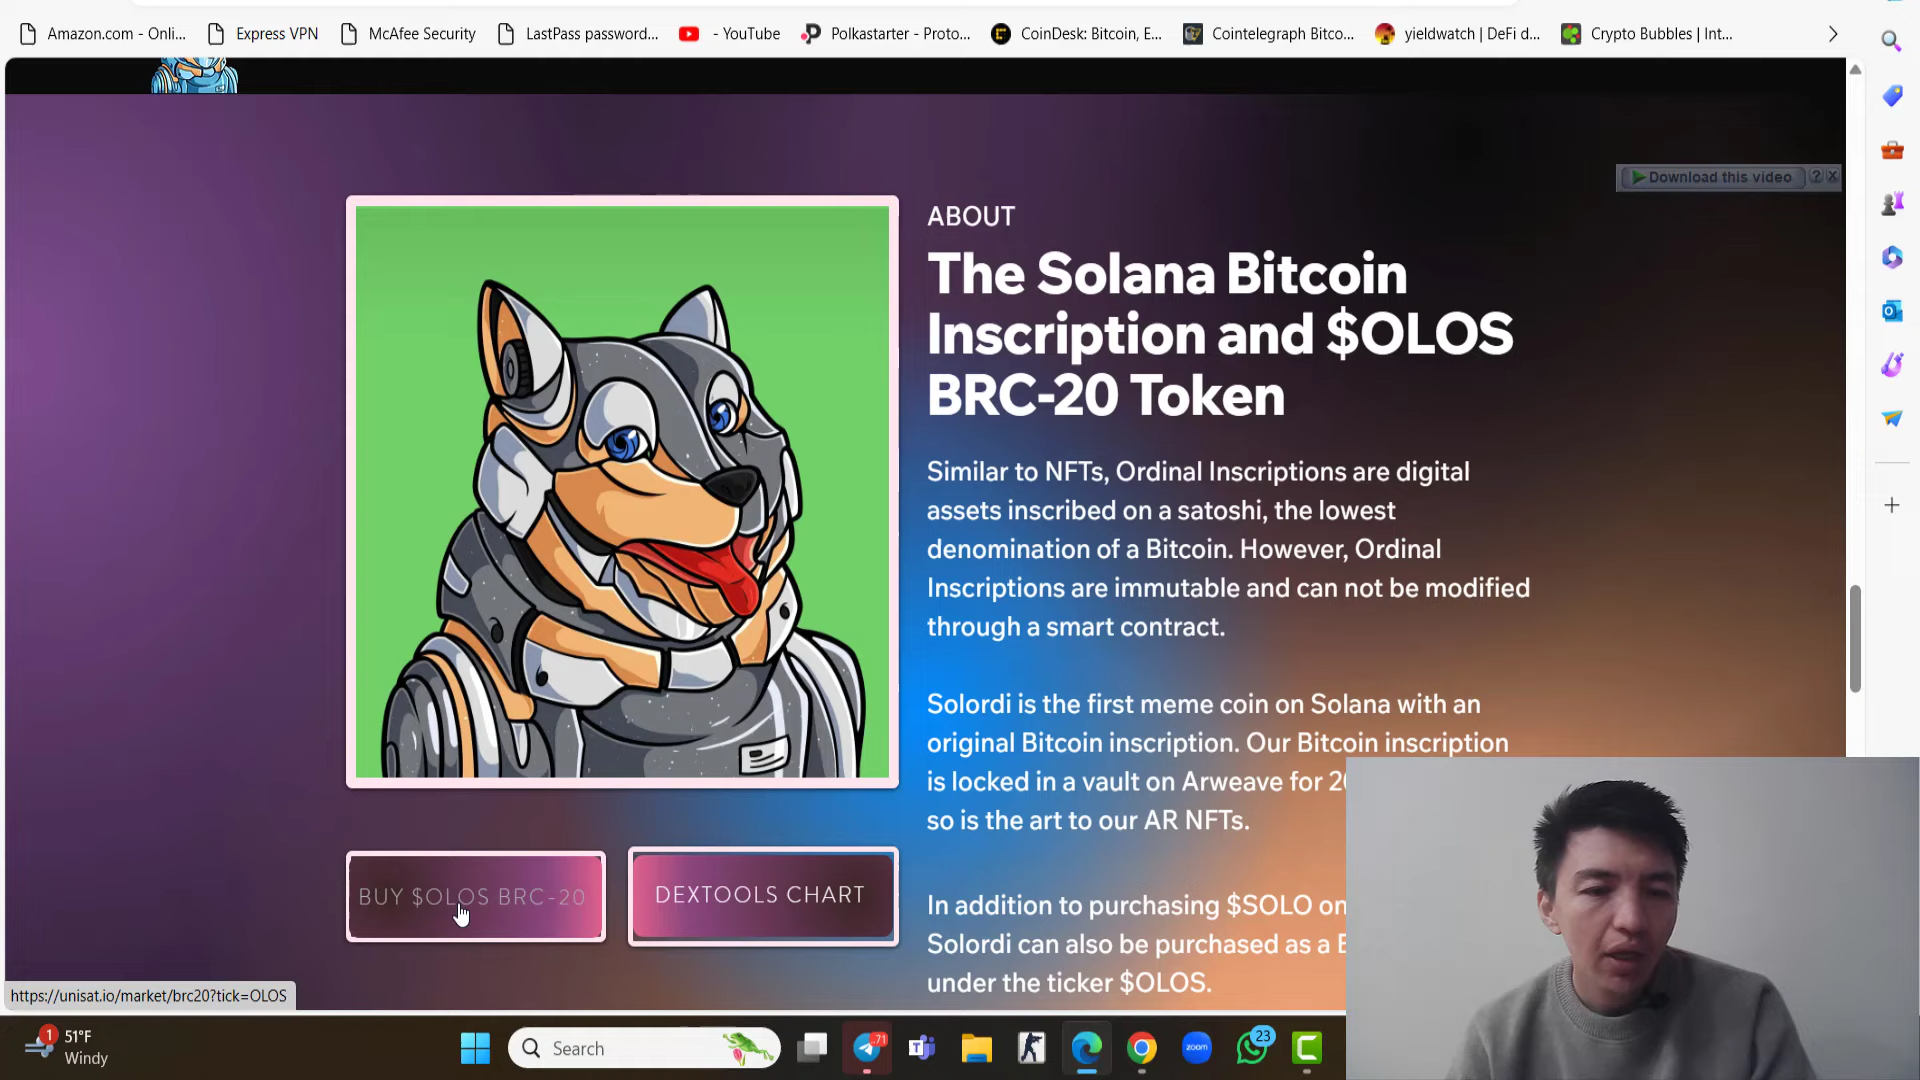 Amazon.com - Onli...
Express VPN
McAfee Security
LastPass password...
- YouTube
Polkastarter - Proto...
CoinDesk: Bitcoin, E...
Cointelegraph Bitco...
yieldwatch | DeFi d...
Crypto Bubbles | Int...
Download this video
?
ABOUT
The Solana Bitcoin
Inscription and $OLOS
BRC-20 Token
Similar to NFTs, Ordinal Inscriptions are digital
assets inscribed on a satoshi, the lowest
denomination of a Bitcoin. However, Ordinal
Inscriptions are immutable and can not be modified
through a smart contract.
Solordi is the first meme coin on Solana with an
original Bitcoin inscription. Our Bitcoin inscription
is locked in a vault on Arweave for 20
so is the art to our AR NFTs.
In addition to purchasing $SOLO on
Solordi can also be purchased as a B
under the ticker $OLOS.
BUY $OLOS BRC-20
DEXTOOLS CHART
https://unisat.io/market/brc20?tick=OLOS
1
51°F
Windy
Search
71
zoom
23